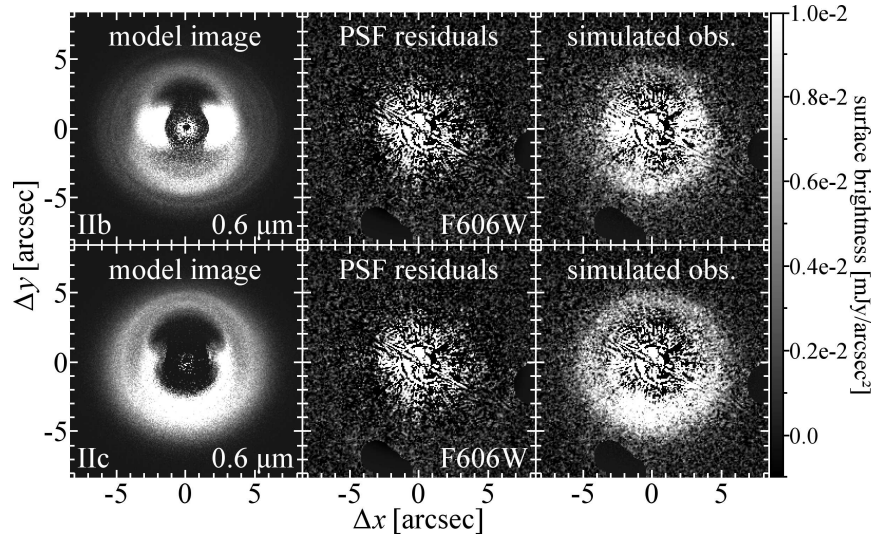 model image PSF residuals simulated obs.
IIb 0.6 μm F606W
model image PSF residuals simulated obs.
IIc 0.6 μm F606W
5
0
-5
5
0
-5
Δy [arcsec]
-5 0 5 -5 0 5 -5 0 5
Δx [arcsec]
1.0e-2
0.8e-2
0.6e-2
0.4e-2
0.2e-2
0.0
surface brightness [mJy/arcsec²]